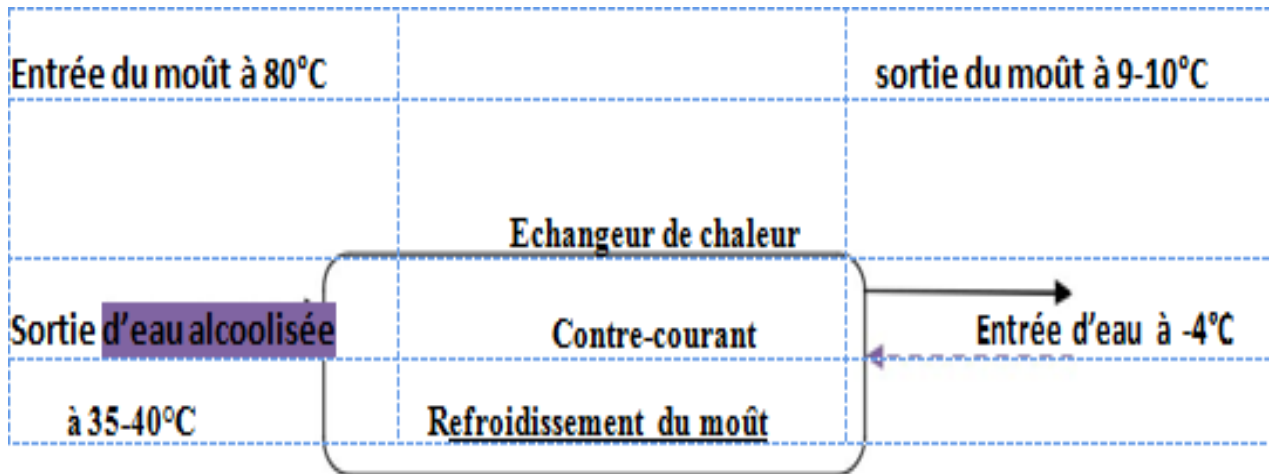 Entrée du moût à 80°C
sortie du moût à 9-10°C
Echangeur de chaleur
Sortie d'eau alcoolisée
Contre-courant
Entrée d'eau à -4°C
à 35-40°C
Refroidissement du moût